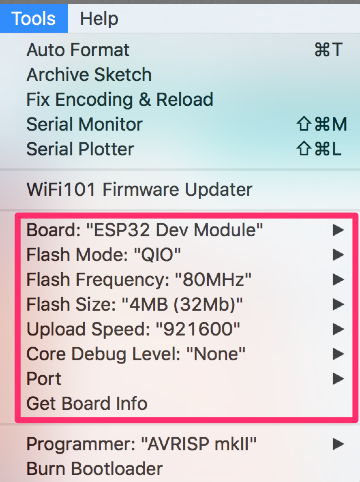 Tools Help
Auto Format ⌘T
Archive Sketch
Fix Encoding & Reload
Serial Monitor ⇧⌘M
Serial Plotter ⇧⌘L
WiFi101 Firmware Updater
Board: "ESP32 Dev Module" ▶
Flash Mode: "QIO" ▶
Flash Frequency: "80MHz" ▶
Flash Size: "4MB (32Mb)" ▶
Upload Speed: "921600" ▶
Core Debug Level: "None" ▶
Port ▶
Get Board Info
Programmer: "AVRISP mkII" ▶
Burn Bootloader